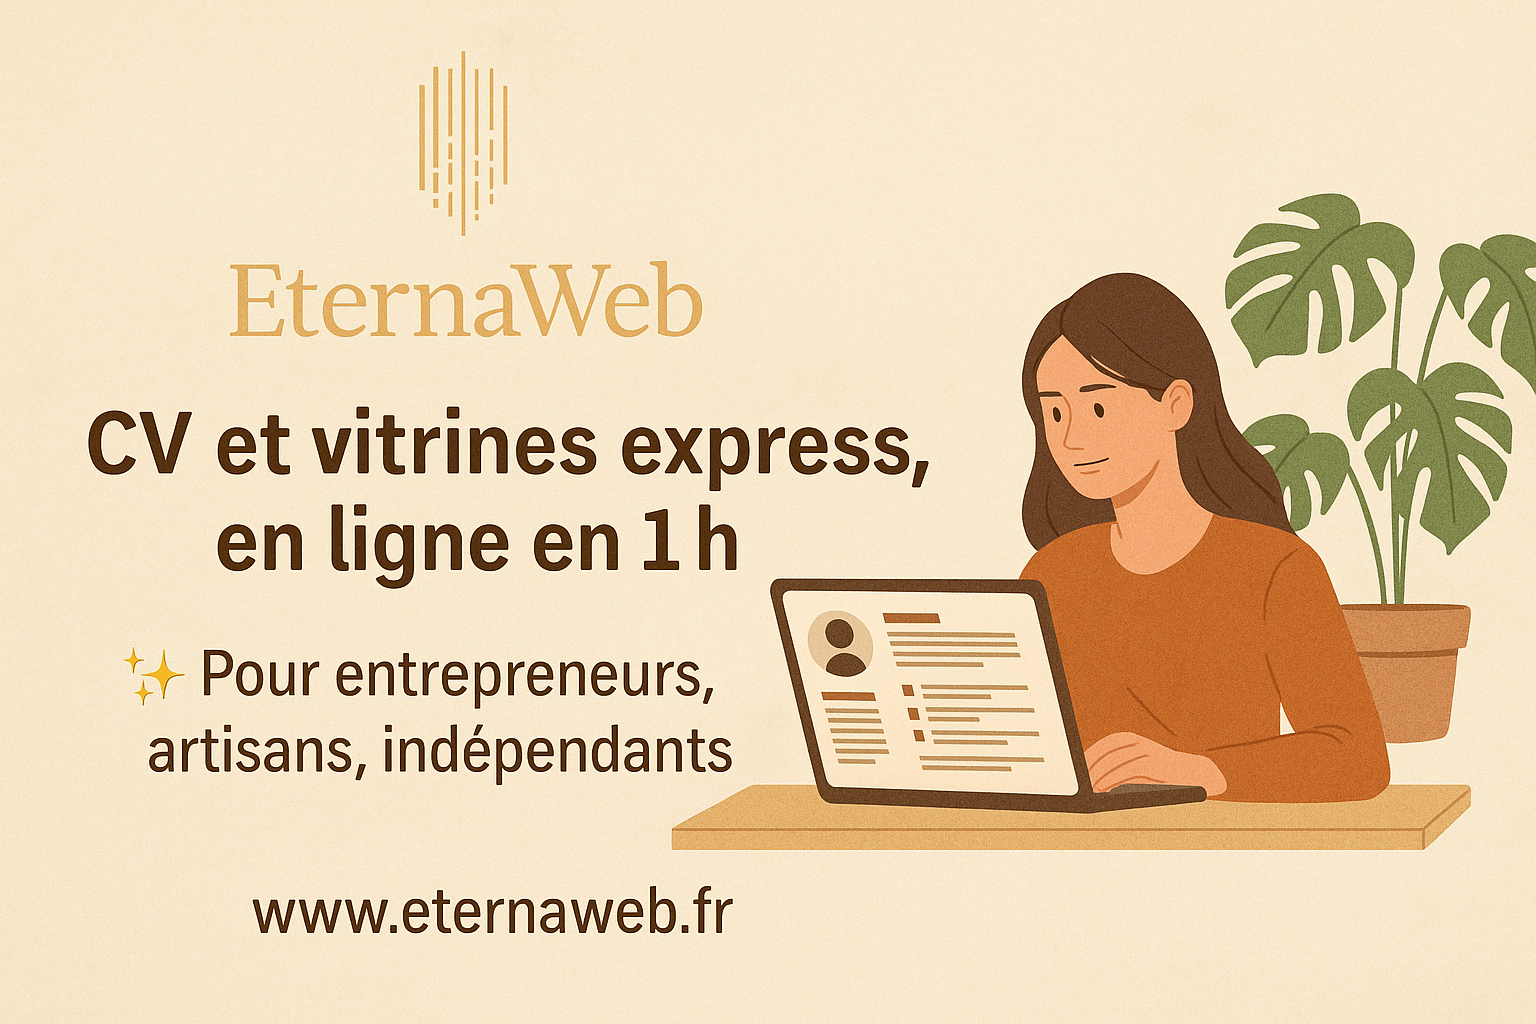 EternaWeb
CV et vitrines express,
en ligne en 1 h
✨ Pour entrepreneurs,
artisans, indépendants
www.eternaweb.fr